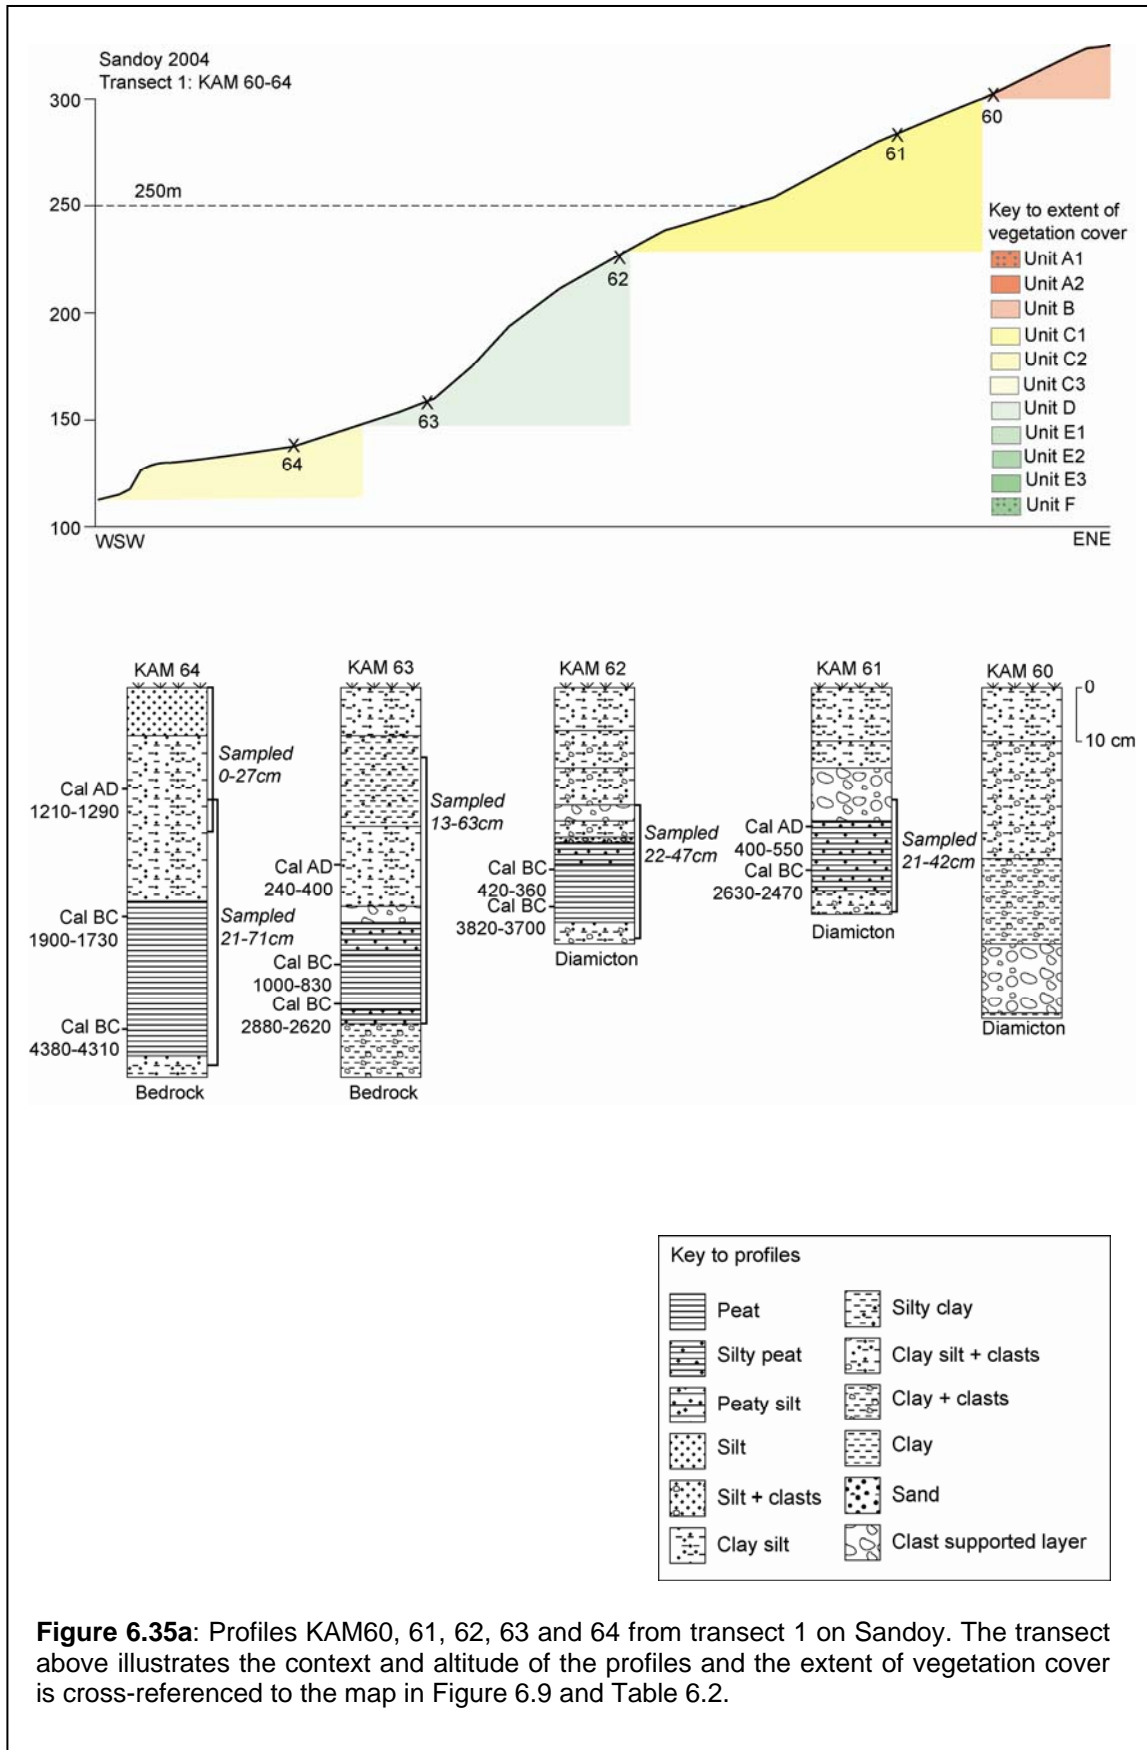 Sandoy 2004
Transect 1: KAM 60-64
300
250
200
150
100
250m
60
61
62
63
64
WSW
ENE
Key to extent of
vegetation cover
Unit A1
Unit A2
Unit B
Unit C1
Unit C2
Unit C3
Unit D
Unit E1
Unit E2
Unit E3
Unit F
KAM 64
Sampled
0-27cm
Cal AD
1210-1290
Cal BC
1900-1730
Sampled
21-71cm
Cal BC
4380-4310
Bedrock
KAM 63
Sampled
13-63cm
Cal AD
240-400
Cal BC
1000-830
Cal BC
2880-2620
Bedrock
KAM 62
Sampled
22-47cm
Cal BC
420-360
Cal BC
3820-3700
Diamicton
KAM 61
Cal AD
400-550
Sampled
21-42cm
Cal BC
2630-2470
Diamicton
KAM 60
0
10 cm
Diamicton
Key to profiles
Peat
Silty peat
Peaty silt
Silt
Silt + clasts
Clay silt
Silty clay
Clay silt + clasts
Clay + clasts
Clay
Sand
Clast supported layer
Figure 6.35a: Profiles KAM60, 61, 62, 63 and 64 from transect 1 on Sandoy. The transect
above illustrates the context and altitude of the profiles and the extent of vegetation cover
is cross-referenced to the map in Figure 6.9 and Table 6.2.